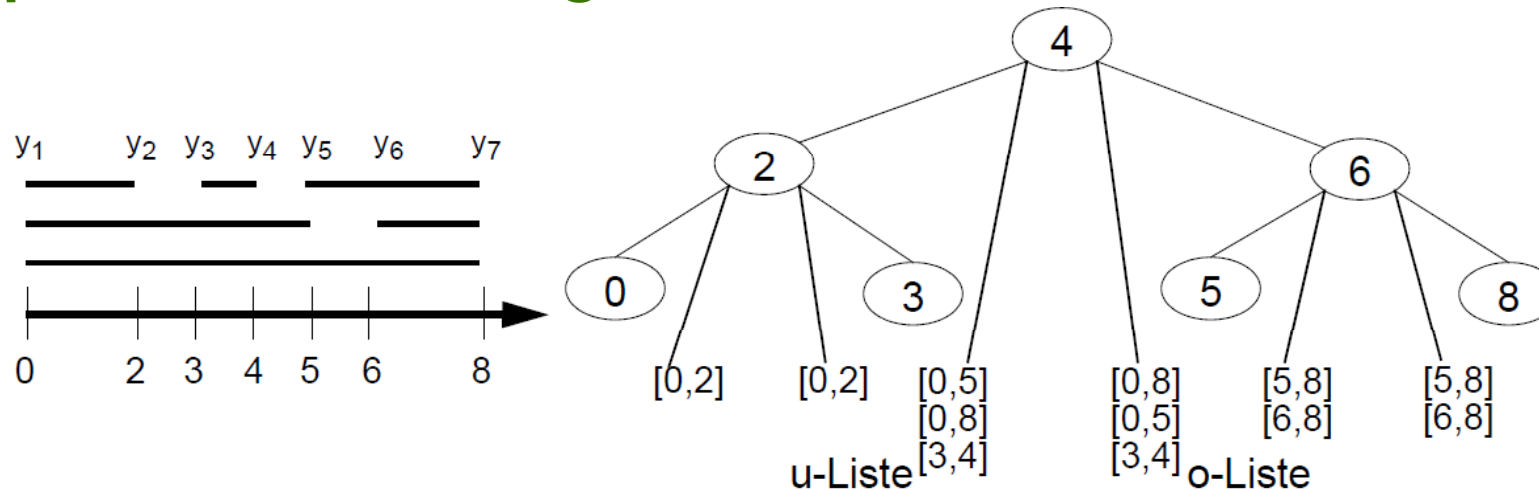 y1 y2 y3 y4 y5 y6 y7
0 2 3 4 5 6 8
4
2 6
0 3 5 8
[0,2] [0,2] [0,5] [0,8] [5,8] [5,8]
[0,8] [0,5] [6,8] [6,8]
[3,4] [3,4]
u-Liste o-Liste